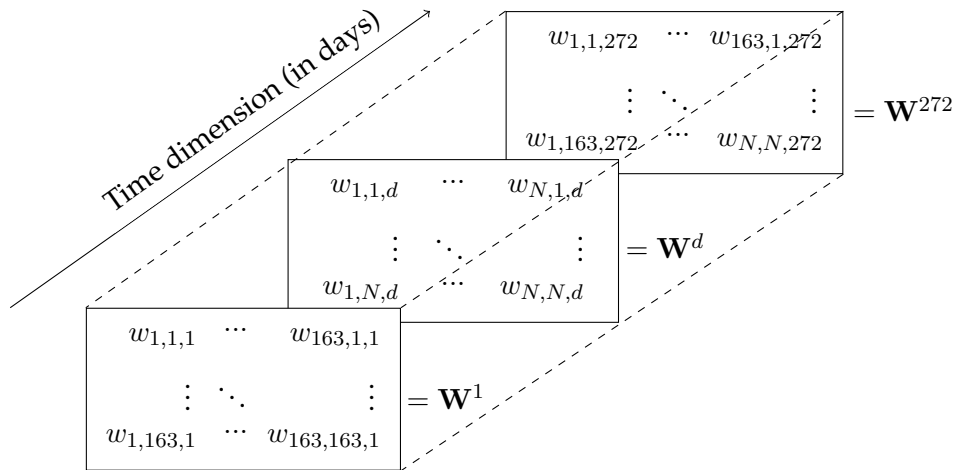 Time dimension (in days)
w_{1,1,272} ... w_{163,1,272}
⋮ ⋱ ⋮ = W^{272}
w_{1,163,272} ... w_{N,N,272}
w_{1,1,d} ... w_{N,1,d}
⋮ ⋱ ⋮ = W^d
w_{1,N,d} ... w_{N,N,d}
w_{1,1,1} ... w_{163,1,1}
⋮ ⋱ ⋮ = W^1
w_{1,163,1} ... w_{163,163,1}